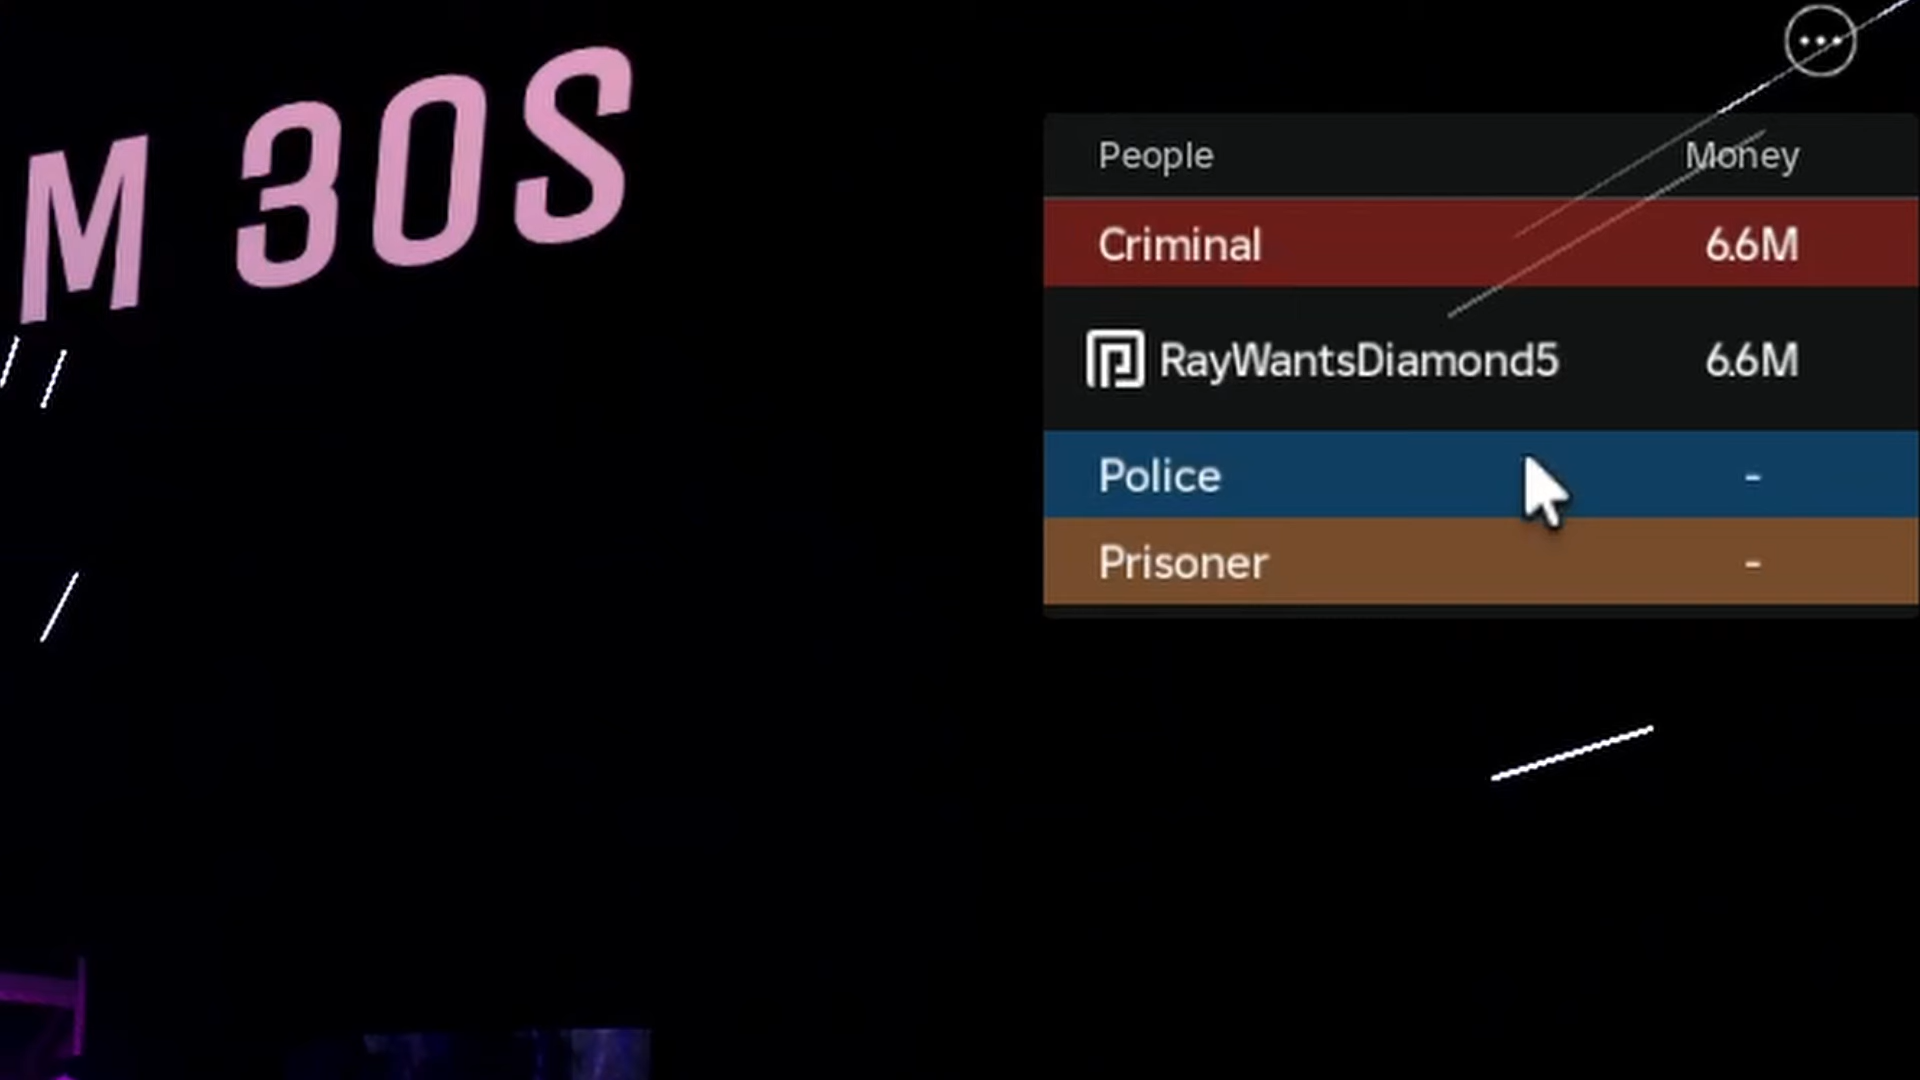 M 30S
People Money
Criminal 6.6M
RayWantsDiamond5 6.6M
Police -
Prisoner -